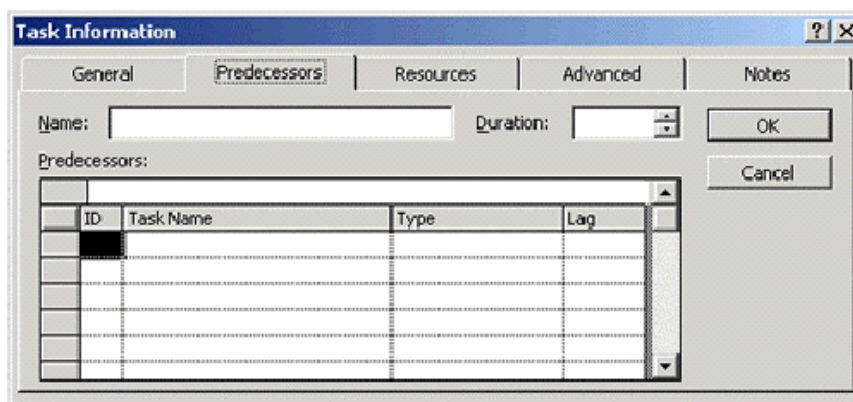 Task Information
General Predecessors Resources Advanced Notes
Name: Duration: OK
Predecessors: Cancel
ID Task Name Type Lag